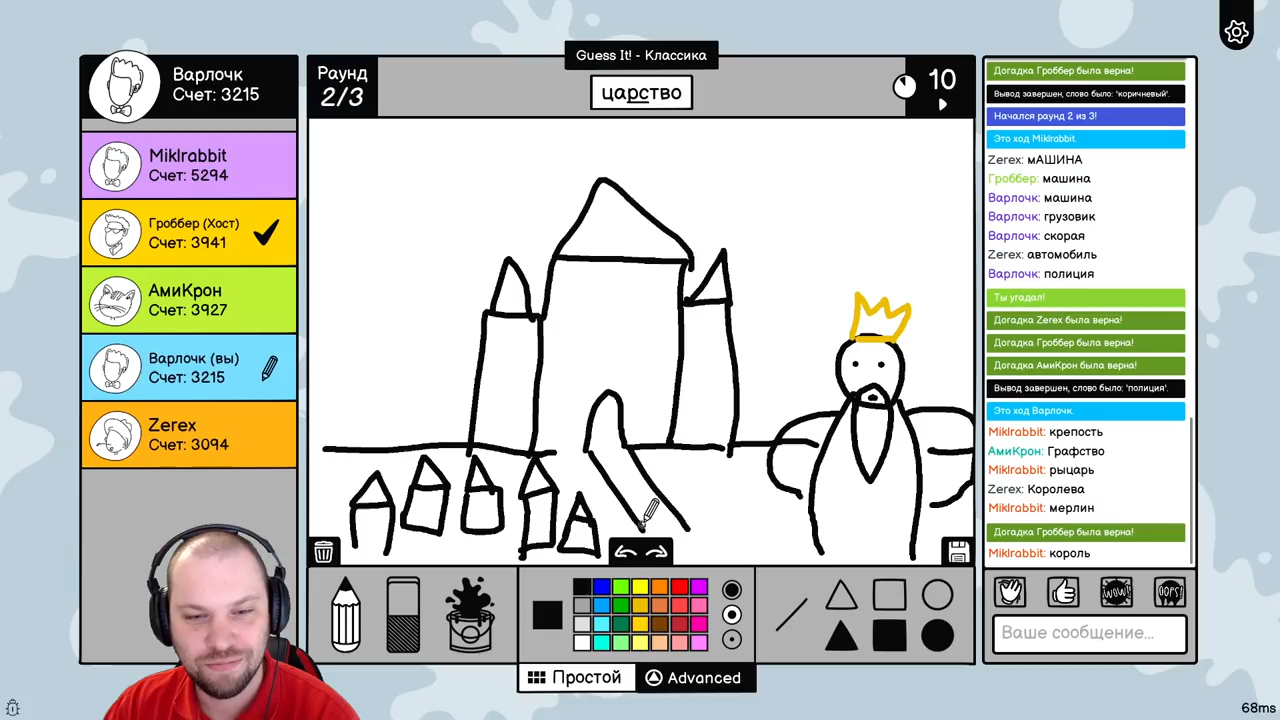 Guess It! - Классика
Варлочк
Счет: 3215
Раунд
2/3
царство
10
Miklrabbit
Счет: 5294
Гроббер (Хост)
Счет: 3941
АмиКрон
Счет: 3927
Варлочк (вы)
Счет: 3215
Zerex
Счет: 3094
Догадка Гроббер была верна!
Вывод завершен, слово было: 'коричневый'.
Начался раунд 2 из 3!
Это ход Miklrabbit.
Zerex: мАШИНА
Гроббер: машина
Варлочк: машина
Варлочк: грузовик
Варлочк: скорая
Zerex: автомобиль
Варлочк: полиция
Ты угадал!
Догадка Zerex была верна!
Догадка Гроббер была верна!
Догадка АмиКрон была верна!
Вывод завершен, слово было: 'полиция'.
Это ход Варлочк.
Miklrabbit: крепость
АмиКрон: Графство
Miklrabbit: рыцарь
Zerex: Королева
Miklrabbit: мерлин
Догадка Гроббер была верна!
Miklrabbit: король
WOW!
OOPS!
Ваше сообщение...
Простой
Advanced
68ms